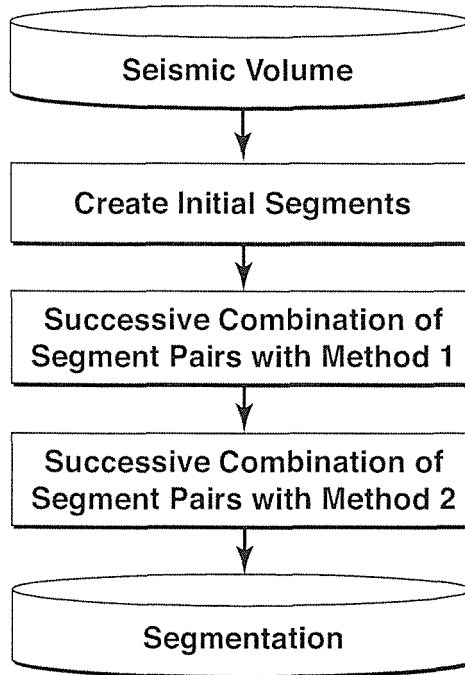 Seismic Volume
Create Initial Segments
Successive Combination of
Segment Pairs with Method 1
Successive Combination of
Segment Pairs with Method 2
Segmentation